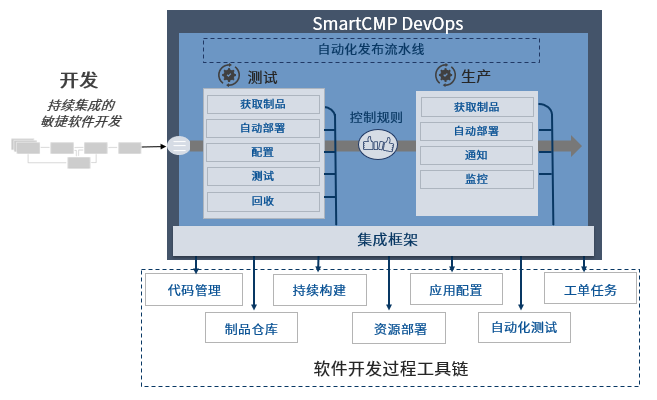 SmartCMP DevOps
自动化发布流水线
开发
持续集成的
敏捷软件开发
测试
获取制品
自动部署
配置
测试
回收
控制规则
生产
获取制品
自动部署
通知
监控
集成框架
代码管理
持续构建
应用配置
工单任务
制品仓库
资源部署
自动化测试
软件开发过程工具链